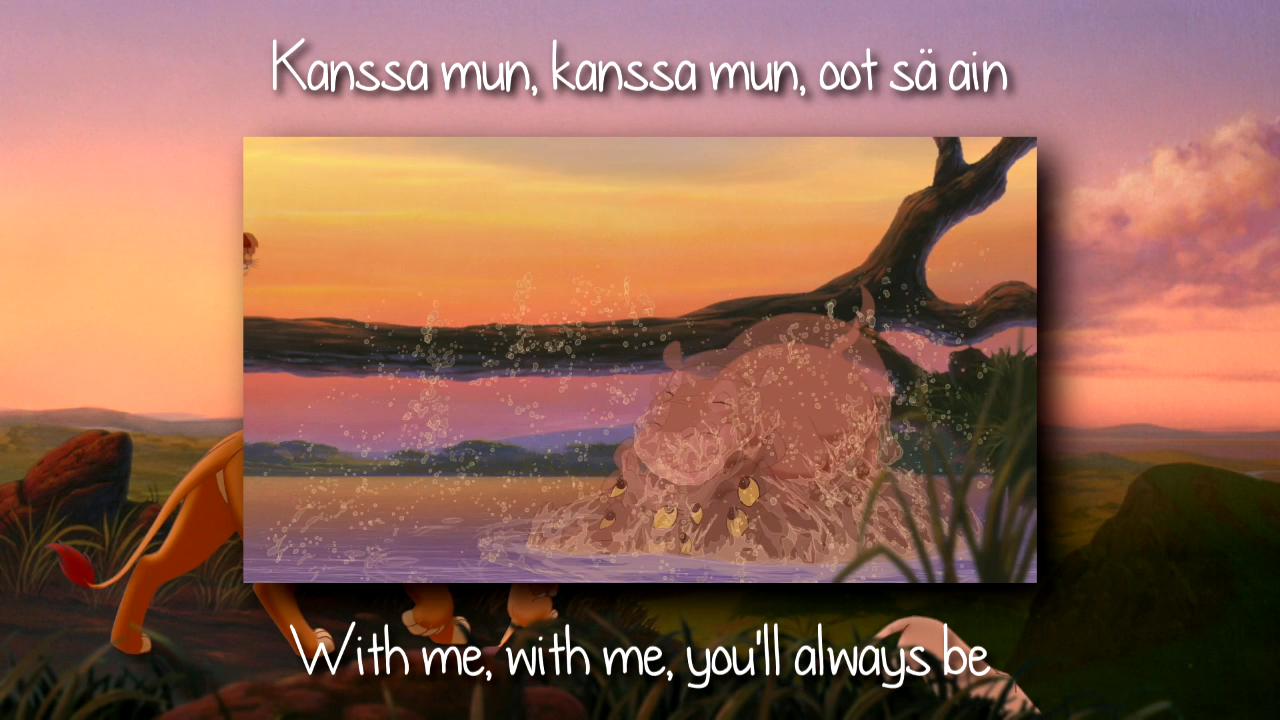 Kanssa mun, kanssa mun, oot sä ain
With me, with me, you'll always be